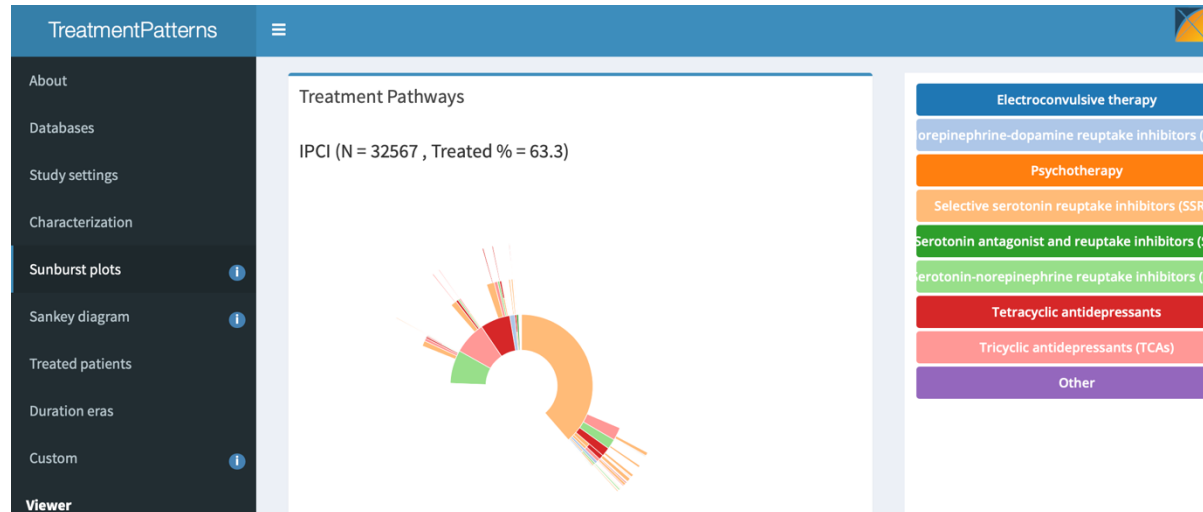 TreatmentPatterns
About
Databases
Study settings
Characterization
Sunburst plots
Sankey diagram
Treated patients
Duration eras
Custom
Viewer
Treatment Pathways
IPCI (N = 32567 , Treated % = 63.3)
Electroconvulsive therapy
orepinephrine-dopamine reuptake inhibitors (
Psychotherapy
Selective serotonin reuptake inhibitors (SSR
Serotonin antagonist and reuptake inhibitors (S
erotonin-norepinephrine reuptake inhibitors (
Tetracyclic antidepressants
Tricyclic antidepressants (TCAs)
Other